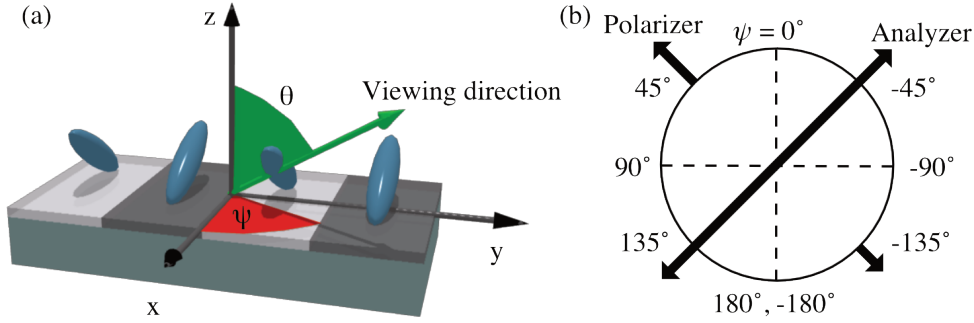 (a)
z
θ
Viewing direction
ψ
y
x
(b)
Polarizer
ψ = 0°
Analyzer
45°
-45°
90°
-90°
135°
-135°
180°, -180°